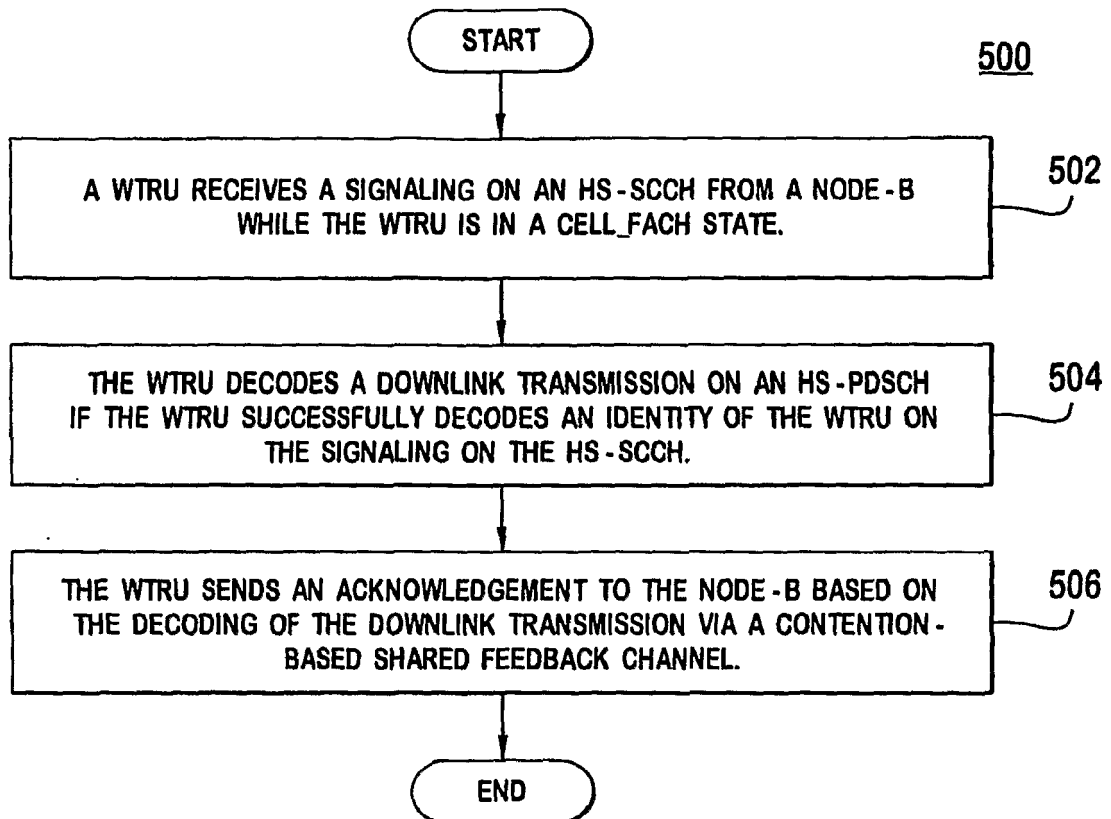 START
500
A WTRU RECEIVES A SIGNALING ON AN HS-SCCH FROM A NODE-B
WHILE THE WTRU IS IN A CELL_FACH STATE.
502
THE WTRU DECODES A DOWNLINK TRANSMISSION ON AN HS-PDSCH
IF THE WTRU SUCCESSFULLY DECODES AN IDENTITY OF THE WTRU ON
THE SIGNALING ON THE HS-SCCH.
504
THE WTRU SENDS AN ACKNOWLEDGEMENT TO THE NODE-B BASED ON
THE DECODING OF THE DOWNLINK TRANSMISSION VIA A CONTENTION-
BASED SHARED FEEDBACK CHANNEL.
506
END